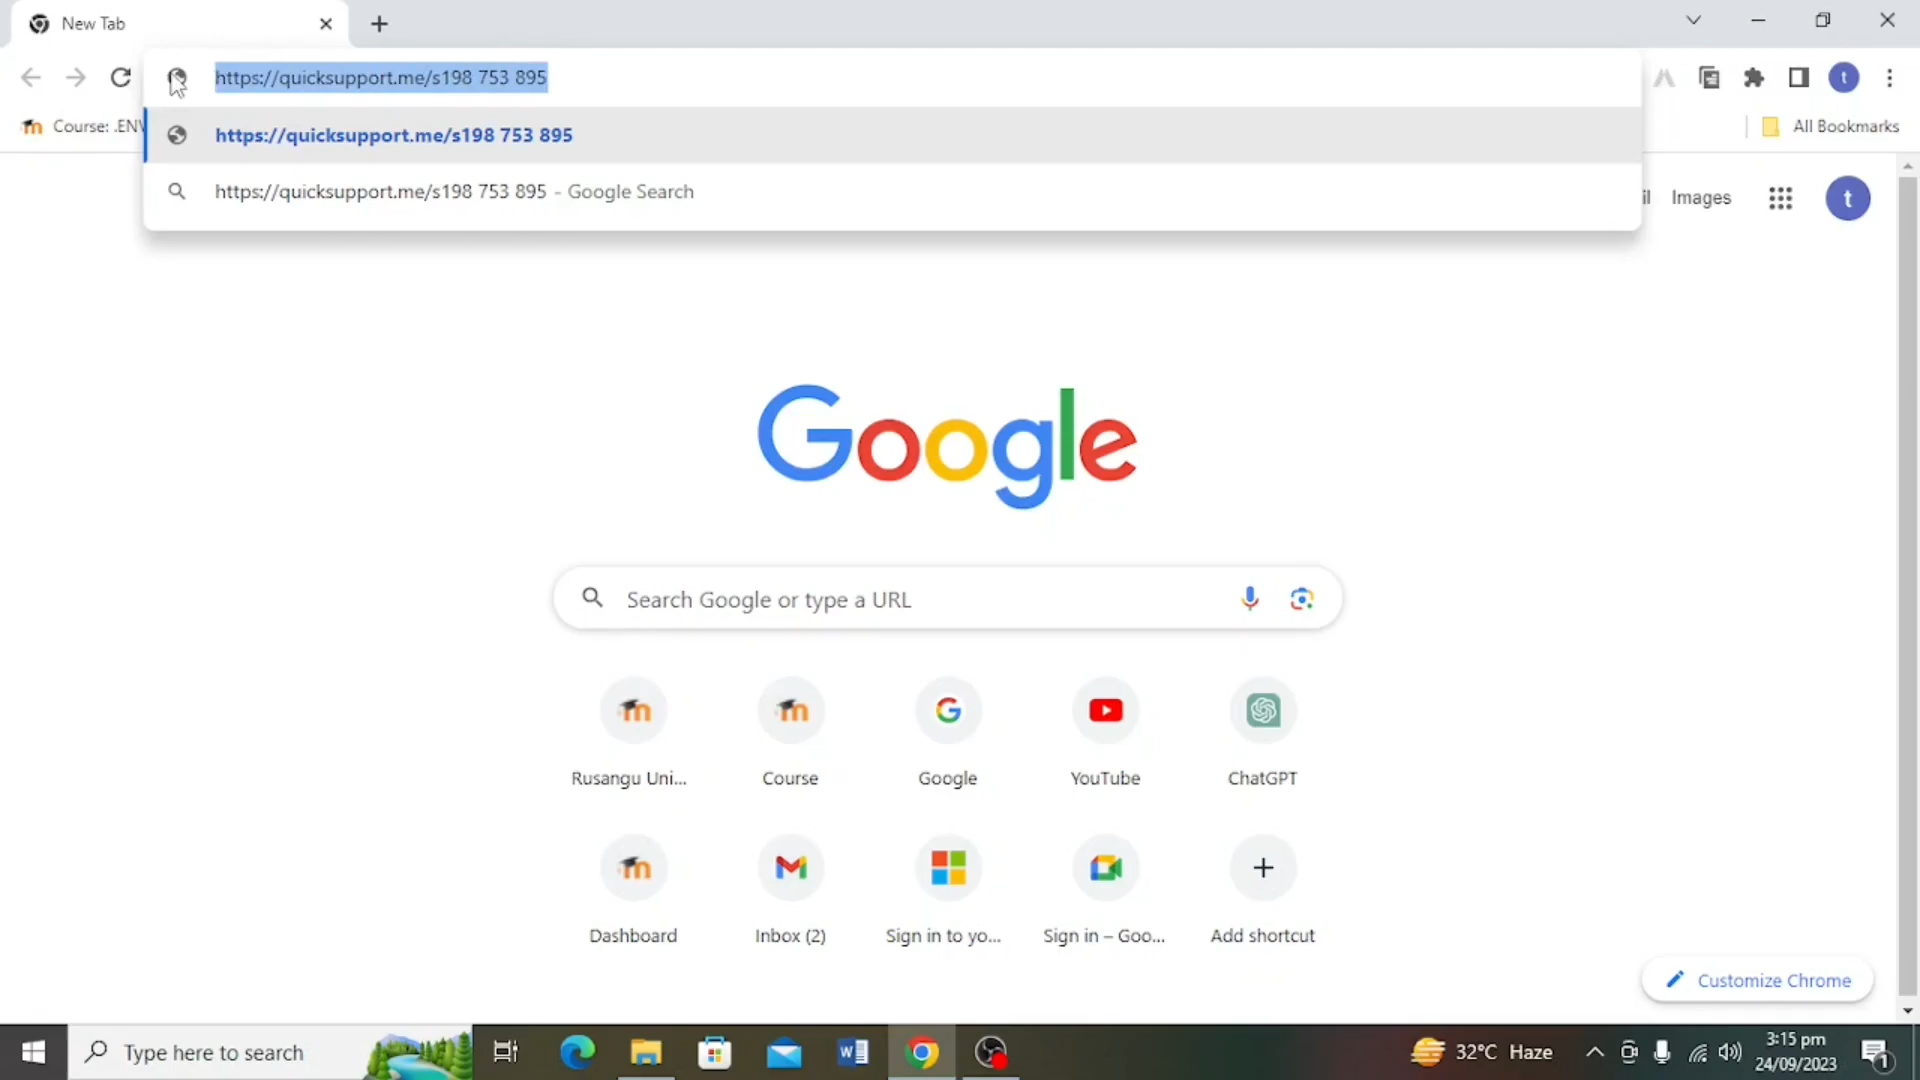 New Tab
https://quicksupport.me/s198 753 895
Course: .ENV
https://quicksupport.me/s198 753 895
All Bookmarks
https://quicksupport.me/s198 753 895 - Google Search
il Images t
t
Google
Search Google or type a URL
Rusangu Uni... Course Google YouTube ChatGPT
Dashboard Inbox (2) Sign in to yo... Sign in – Goo... Add shortcut
Customize Chrome
Type here to search
32°C Haze
3:15 pm
24/09/2023
1